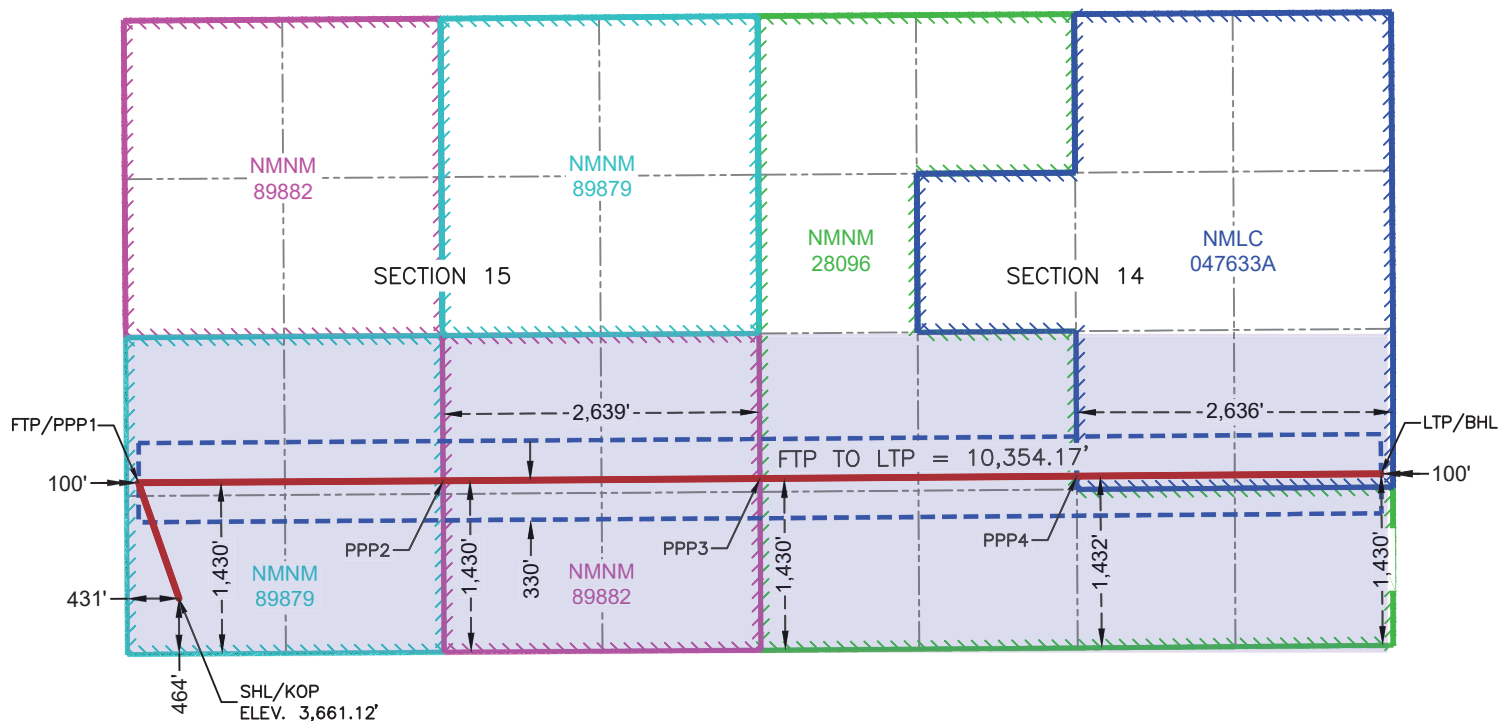 NMNM
89882
NMNM
89879
NMNM
28096
NMLC
047633A
SECTION 15
SECTION 14
2,639'
2,636'
FTP/PPP1
LTP/BHL
FTP TO LTP = 10,354.17'
100'
100'
PPP2
PPP3
PPP4
1,430'
1,430'
330'
1,430'
1,432'
1,430'
NMNM
89879
NMNM
89882
431'
464'
SHL/KOP
ELEV. 3,661.12'